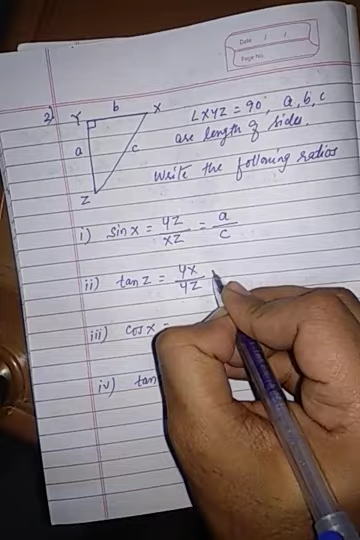 Date / /
Page No.
2) Y b X
a c
Z
∠XYZ = 90°, a, b, c
are length of sides.
Write the following ratios
i) sin X = YZ/XZ = a/c
ii) tan Z = YX/YZ
iii) cos X =
iv) tan